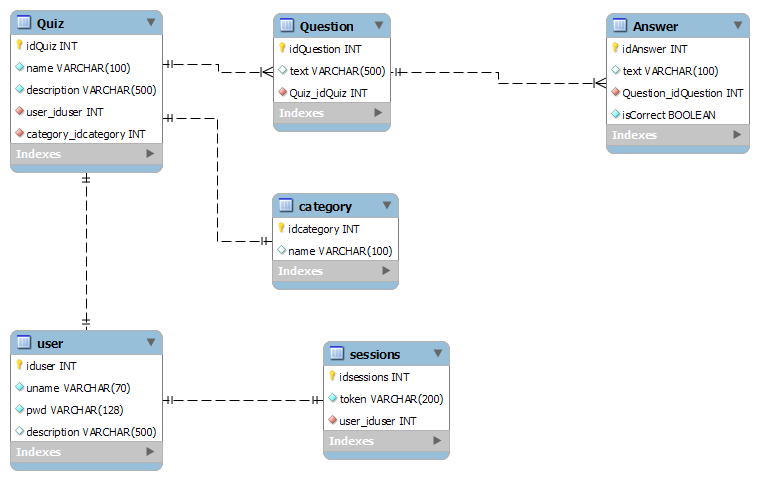 Quiz
idQuiz INT
name VARCHAR(100)
description VARCHAR(500)
user_iduser INT
category_idcategory INT
Indexes
Question
idQuestion INT
text VARCHAR(500)
Quiz_idQuiz INT
Indexes
Answer
idAnswer INT
text VARCHAR(100)
Question_idQuestion INT
isCorrect BOOLEAN
Indexes
category
idcategory INT
name VARCHAR(100)
Indexes
user
iduser INT
uname VARCHAR(70)
pwd VARCHAR(128)
description VARCHAR(500)
Indexes
sessions
idsessions INT
token VARCHAR(200)
user_iduser INT
Indexes